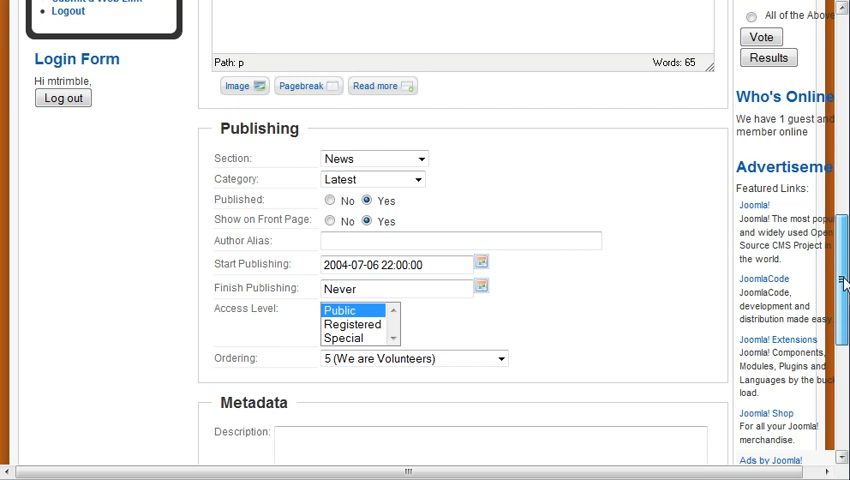 Submit a Web Link
Logout
Login Form
Hi mtrimble,
Log out
Path: p
Words: 65
Image
Pagebreak
Read more
Publishing
Section:
News
Category:
Latest
Published:
No
Yes
Show on Front Page:
No
Yes
Author Alias:
Start Publishing:
2004-07-06 22:00:00
Finish Publishing:
Never
Access Level:
Public
Registered
Special
Ordering:
5 (We are Volunteers)
Metadata
Description:
All of the Above
Vote
Results
Who's Online
We have 1 guest and
member online
Advertiseme
Featured Links:
Joomla!
Joomla! The most popu
and widely used Open
Source CMS Project in
the world.
JoomlaCode
JoomlaCode,
development and
distribution made easy.
Joomla! Extensions
Joomla! Components,
Modules, Plugins and
Languages by the buc
load.
Joomla! Shop
For all your Joomla!
merchandise.
Ads by Joomla!